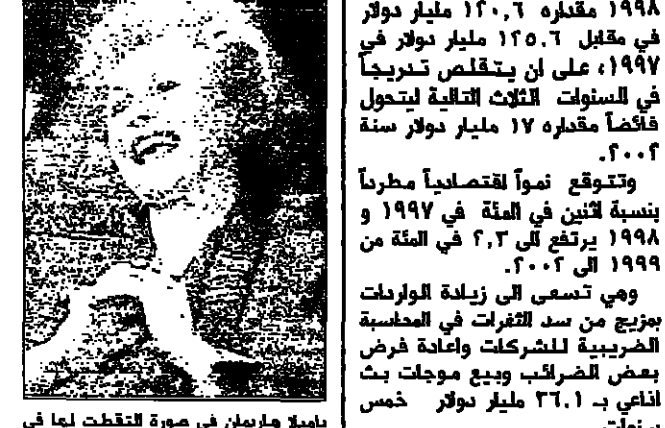 ١٩٩٨ مقداره ١٢٠,٦ مليار دولار
في مقابل ١٢٥,٦ مليار دولار في
١٩٩٧، على ان يتقلص تدريجاً
في السنوات الثلاث التالية ليتحول
فائضاً مقداره ١٧ مليار دولار سنة
٢٠٠٢.
وتتوقع نمواً اقتصادياً مطرداً
بنسبة اثنين في المئة في ١٩٩٧ و
١٩٩٨ يرتفع الى ٢,٣ في المئة من
١٩٩٩ الى ٢٠٠٢.
وهي تسعى الى زيادة الواردات
بمزيج من سد الثغرات في المحاسبة
الضريبية للشركات واعادة فرض
بعض الضرائب وبيع موجات بث
اذاعي بـ ٣٦,١ مليار دولار خمس
سنوات
باميلا هاريمان في صورة التقطت لها في